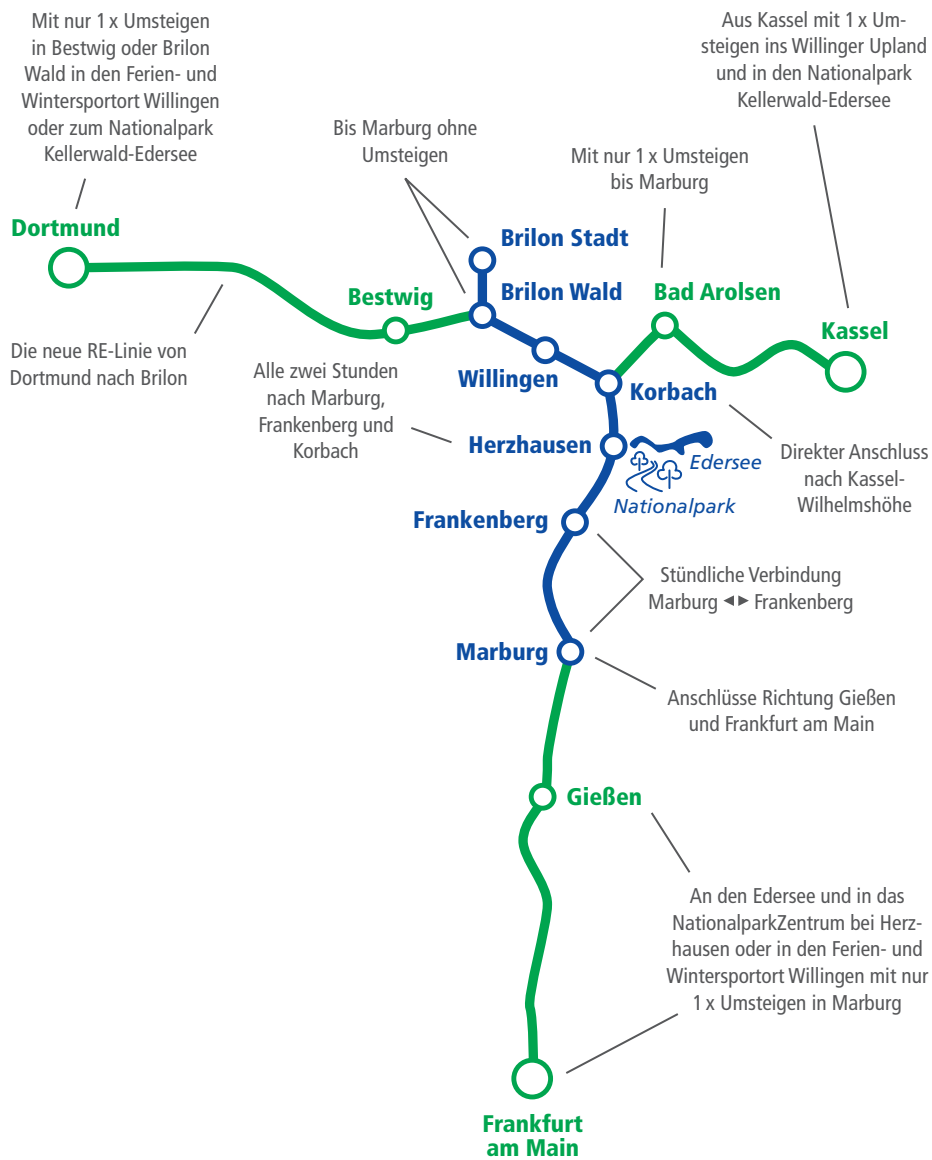 Mit nur 1 x Umsteigen
in Bestwig oder Brilon
Wald in den Ferien- und
Wintersportort Willingen
oder zum Nationalpark
Kellerwald-Edersee
Aus Kassel mit 1 x Um-
steigen ins Willinger Upland
und in den Nationalpark
Kellerwald-Edersee
Bis Marburg ohne
Umsteigen
Mit nur 1 x Umsteigen
bis Marburg
Dortmund
Brilon Stadt
Bestwig
Brilon Wald
Bad Arolsen
Kassel
Die neue RE-Linie von
Dortmund nach Brilon
Willingen
Korbach
Alle zwei Stunden
nach Marburg,
Frankenberg und
Korbach
Herzhausen
Edersee
Nationalpark
Direkter Anschluss
nach Kassel-
Wilhelmshöhe
Frankenberg
Stündliche Verbindung
Marburg ◄► Frankenberg
Marburg
Anschlüsse Richtung Gießen
und Frankfurt am Main
Gießen
An den Edersee und in das
NationalparkZentrum bei Herz-
hausen oder in den Ferien- und
Wintersportort Willingen mit nur
1 x Umsteigen in Marburg
Frankfurt
am Main